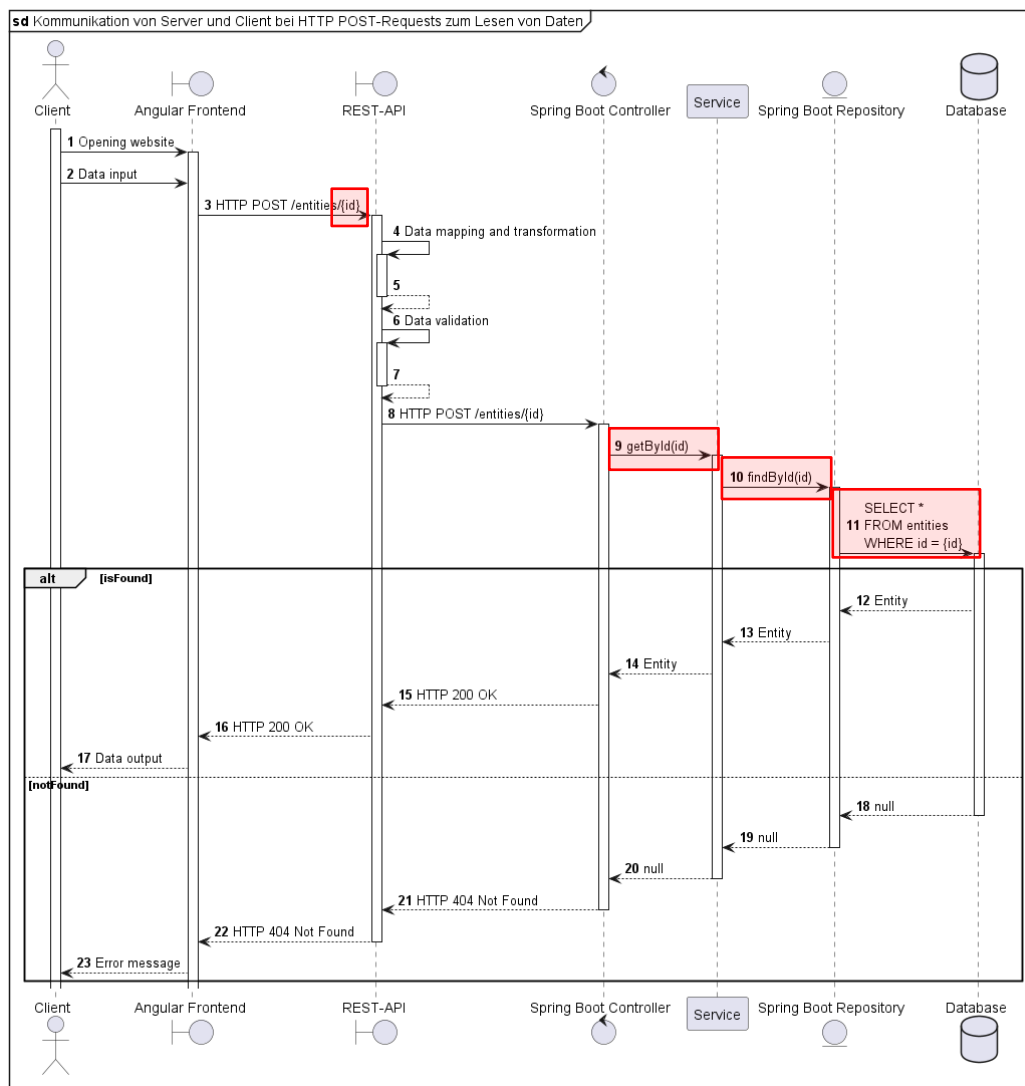 sd Kommunikation von Server und Client bei HTTP POST-Requests zum Lesen von Daten
Client
Angular Frontend
REST-API
Spring Boot Controller
Service
Spring Boot Repository
Database
1 Opening website
2 Data input
3 HTTP POST /entities/{id}
4 Data mapping and transformation
5
6 Data validation
7
8 HTTP POST /entities/{id}
9 getById(id)
10 findById(id)
SELECT *
11 FROM entities
WHERE id = {id}
alt [isFound]
12 Entity
13 Entity
14 Entity
15 HTTP 200 OK
16 HTTP 200 OK
17 Data output
[notFound]
18 null
19 null
20 null
21 HTTP 404 Not Found
22 HTTP 404 Not Found
23 Error message
Client
Angular Frontend
REST-API
Spring Boot Controller
Service
Spring Boot Repository
Database